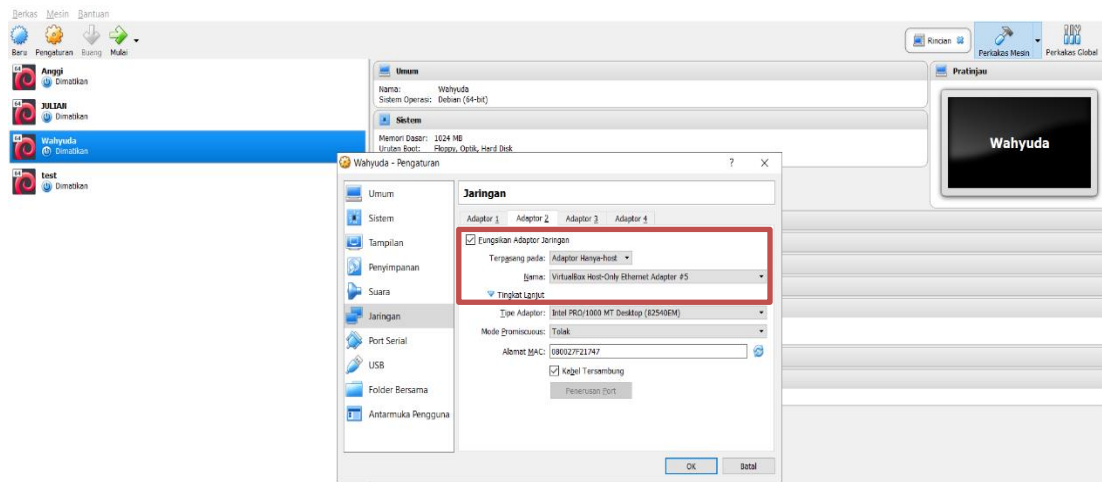 Berkas Mesin Bantuan
Baru Pengaturan Buang Mulai
Rincian
Perkakas Mesin Perkakas Global
64 Anggi
Dimatikan
64 JULIAN
Dimatikan
64 Wahyuda
Dimatikan
64 test
Dimatikan
Umum
Nama: Wahyuda
Sistem Operasi: Debian (64-bit)
Sistem
Memori Dasar: 1024 MB
Urutan Boot: Floppy, Optik, Hard Disk
Pratinjau
Wahyuda
Wahyuda - Pengaturan ? X
Umum
Sistem
Tampilan
Penyimpanan
Suara
Jaringan
Port Serial
USB
Folder Bersama
Antarmuka Pengguna
Jaringan
Adaptor 1 Adaptor 2 Adaptor 3 Adaptor 4
Fungsikan Adaptor Jaringan
Terpasang pada: Adaptor Hanya-host
Nama: VirtualBox Host-Only Ethernet Adapter #5
Tingkat Lanjut
Tipe Adaptor: Intel PRO/1000 MT Desktop (82540EM)
Mode Promiscuous: Tolak
Alamat MAC: 080027F21747
Kabel Tersambung
Penerusan Port
OK Batal